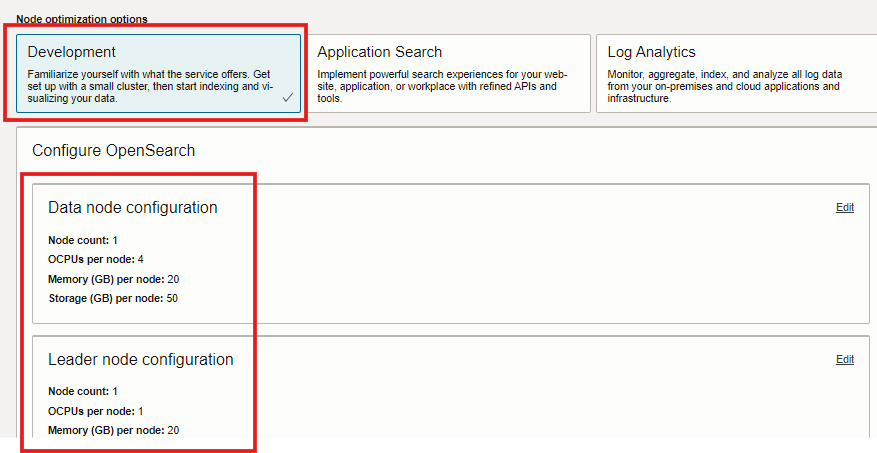 Node optimization options
Development
Familiarize yourself with what the service offers. Get
set up with a small cluster, then start indexing and vi-
sualizing your data.
Application Search
Implement powerful search experiences for your web-
site, application, or workplace with refined APIs and
tools.
Log Analytics
Monitor, aggregate, index, and analyze all log data
from your on-premises and cloud applications and
infrastructure.
Configure OpenSearch
Data node configuration
Edit
Node count: 1
OCPUs per node: 4
Memory (GB) per node: 20
Storage (GB) per node: 50
Leader node configuration
Edit
Node count: 1
OCPUs per node: 1
Memory (GB) per node: 20